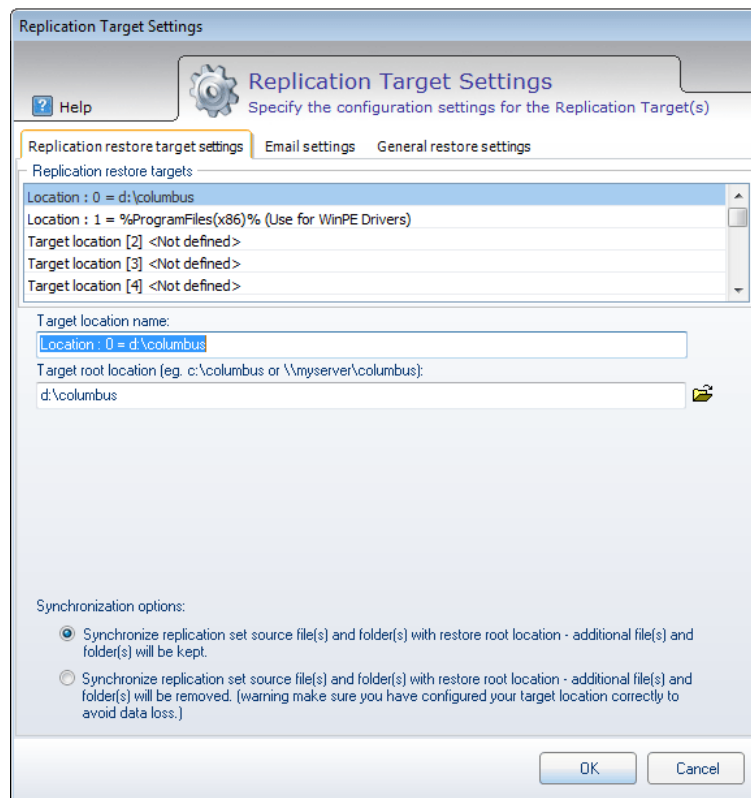 Replication Target Settings
Replication Target Settings
Help
Specify the configuration settings for the Replication Target(s)
Replication restore target settings Email settings General restore settings
Replication restore targets
Location : 0 = d:\columbus
Location : 1 = %ProgramFiles(x86)% (Use for WinPE Drivers)
Target location [2] <Not defined>
Target location [3] <Not defined>
Target location [4] <Not defined>
Target location name:
Location : 0 = d:\columbus
Target root location (eg. c:\columbus or \\myserver\columbus):
d:\columbus
Synchronization options:
Synchronize replication set source file(s) and folder(s) with restore root location - additional file(s) and
folder(s) will be kept.
Synchronize replication set source file(s) and folder(s) with restore root location - additional file(s) and
folder(s) will be removed. (warning make sure you have configured your target location correctly to
avoid data loss.)
OK Cancel